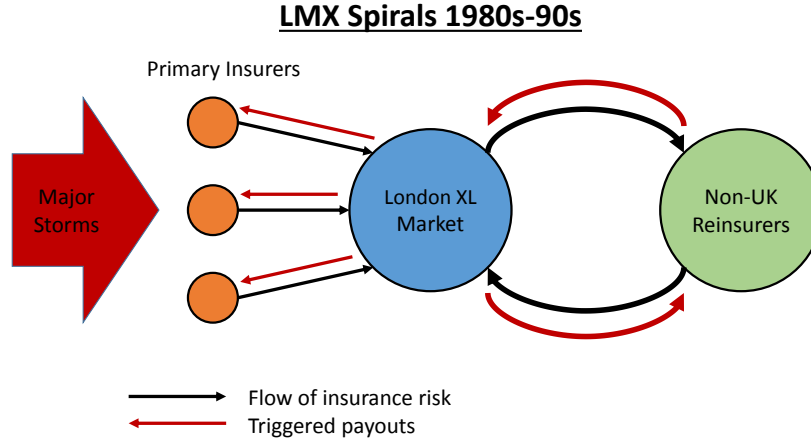 LMX Spirals 1980s-90s
Primary Insurers
Major
Storms
London XL
Market
Non-UK
Reinsurers
Flow of insurance risk
Triggered payouts